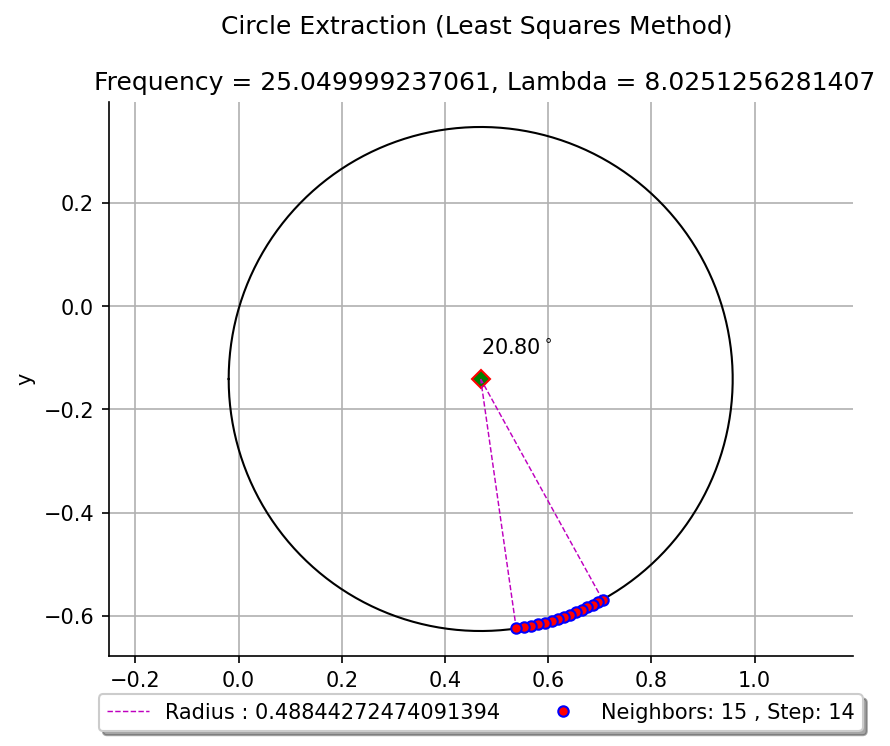 Circle Extraction (Least Squares Method)
Frequency = 25.049999237061, Lambda = 8.0251256281407
0.2
0.0
−0.2
−0.4
−0.6
y
20.80°
−0.2 0.0 0.2 0.4 0.6 0.8 1.0
Radius : 0.48844272474091394 Neighbors: 15 , Step: 14